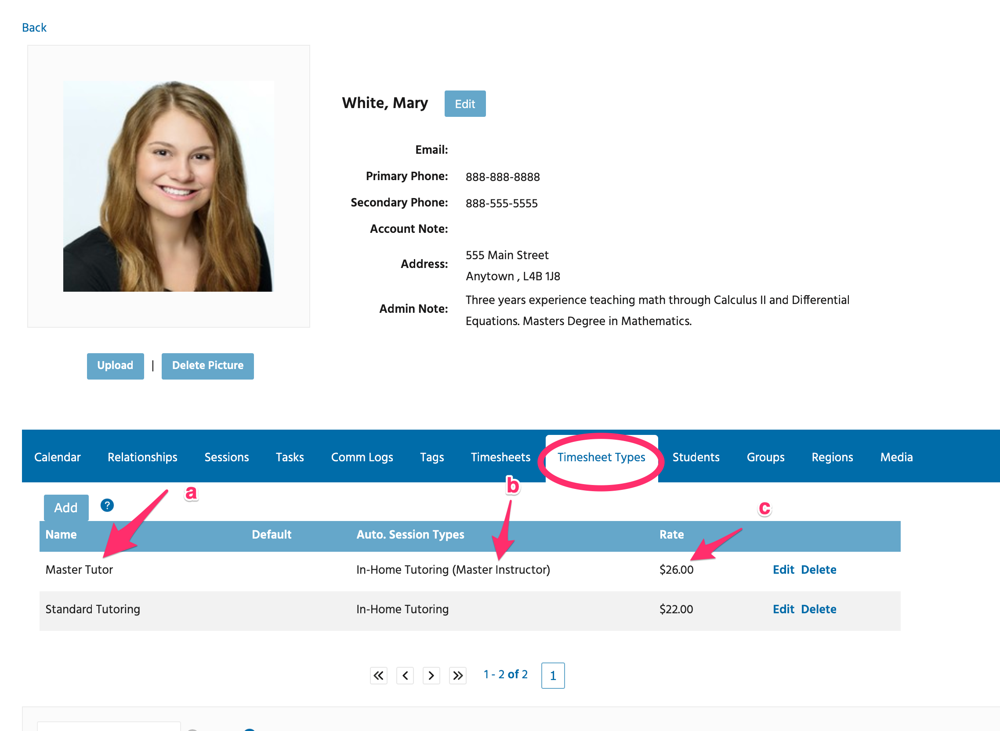 Back
White, Mary Edit
Email:
Primary Phone: 888-888-8888
Secondary Phone: 888-555-5555
Account Note:
Address: 555 Main Street
Anytown , L4B 1J8
Admin Note: Three years experience teaching math through Calculus II and Differential
Equations. Masters Degree in Mathematics.
Upload | Delete Picture
Calendar Relationships Sessions Tasks Comm Logs Tags Timesheets Timesheet Types Students Groups Regions Media
a b c
Add ?
Name Default Auto. Session Types Rate
Master Tutor In-Home Tutoring (Master Instructor) $26.00 Edit Delete
Standard Tutoring In-Home Tutoring $22.00 Edit Delete
1 - 2 of 2 1